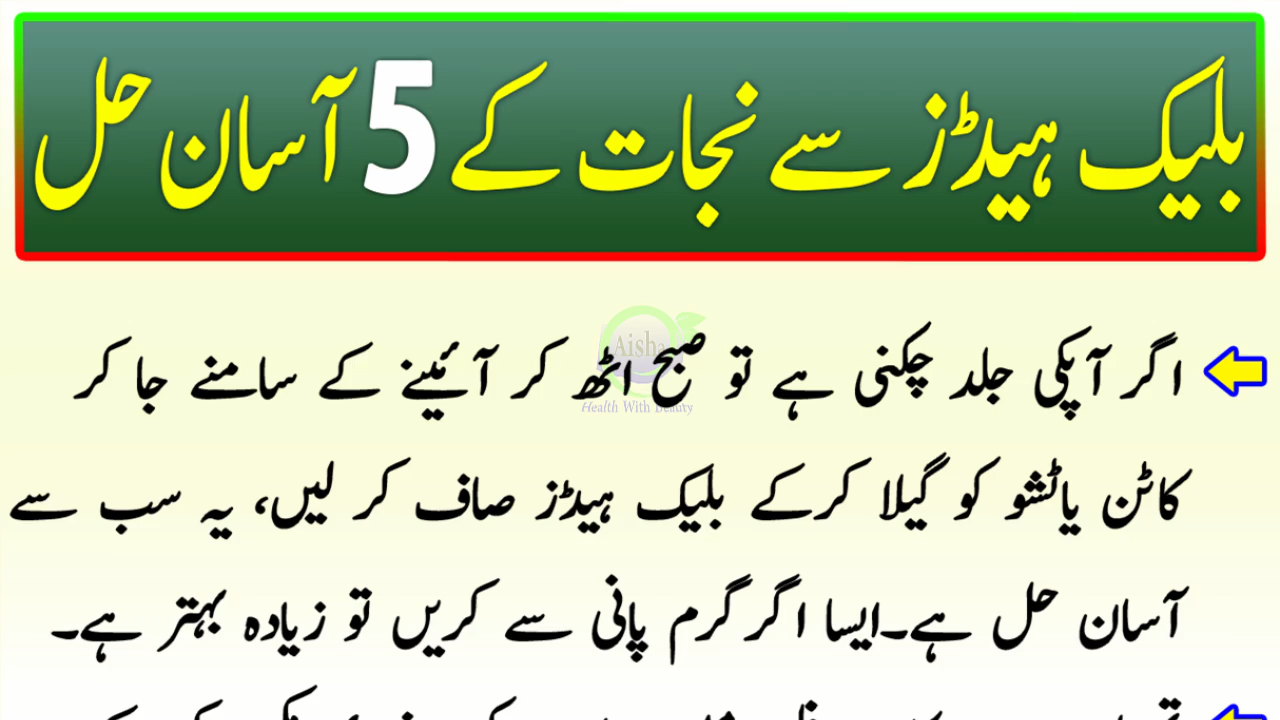 بلیک ہیڈز سے نجات کے 5 آسان حل
اگر آپکی جلد چکنی ہے تو صبح اٹھ کر آئینے کے سامنے جا کر
کاٹن یا ٹشو کو گیلا کرکے بلیک ہیڈز صاف کر لیں، یہ سب سے
آسان حل ہے۔ ایسا اگر گرم پانی سے کریں تو زیادہ بہتر ہے۔
Aisha
Health With Beauty